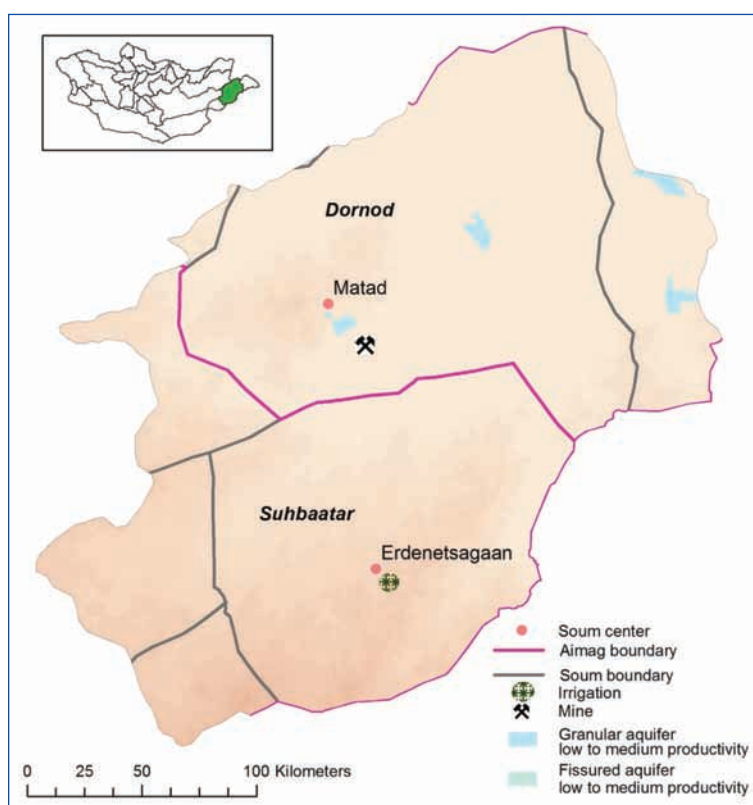 Dornod
Matad
Suhbaatar
Erdenetsagaan
Soum center
Aimag boundary
Soum boundary
Irrigation
Mine
Granular aquifer
low to medium productivity
Fissured aquifer
low to medium productivity
0 25 50 100 Kilometers